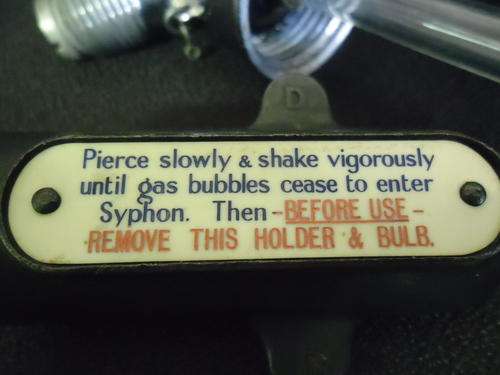 D
Pierce slowly & shake vigorously
until gas bubbles cease to enter
Syphon. Then - BEFORE USE -
REMOVE THIS HOLDER & BULB.